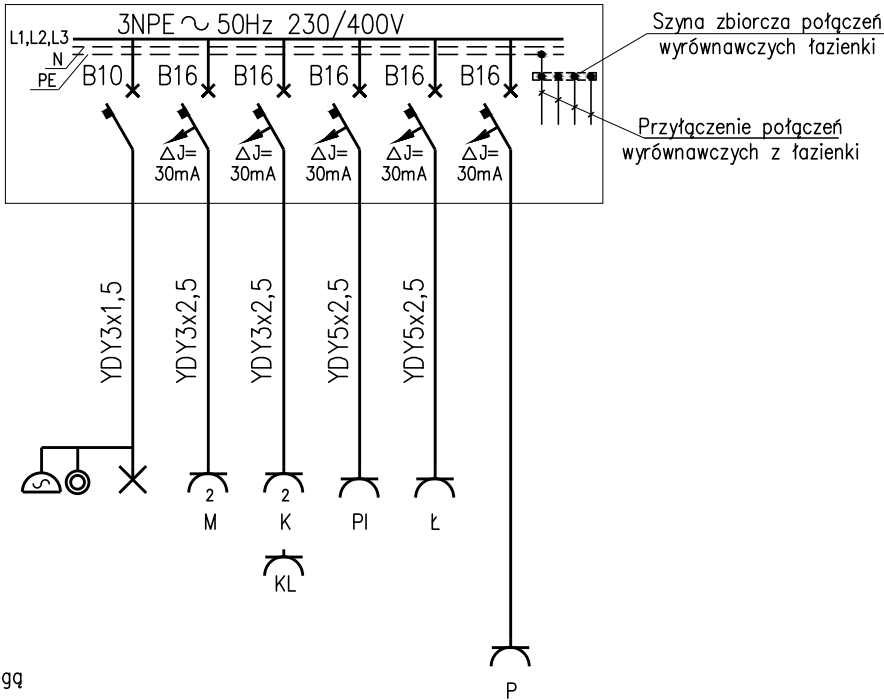 3NPE ~ 50Hz 230/400V
L1,L2,L3
N
PE
B10 B16 B16 B16 B16 B16
Szyna zbiorcza połączeń
wyrównawczych łazienki
Przyłączenie połączeń
wyrównawczych z łazienki
ΔJ= ΔJ= ΔJ= ΔJ= ΔJ=
30mA 30mA 30mA 30mA 30mA
YDY3x1,5 YDY3x2,5 YDY3x2,5 YDY5x2,5 YDY5x2,5
2 2
M K Pl Ł
KL
gą
P